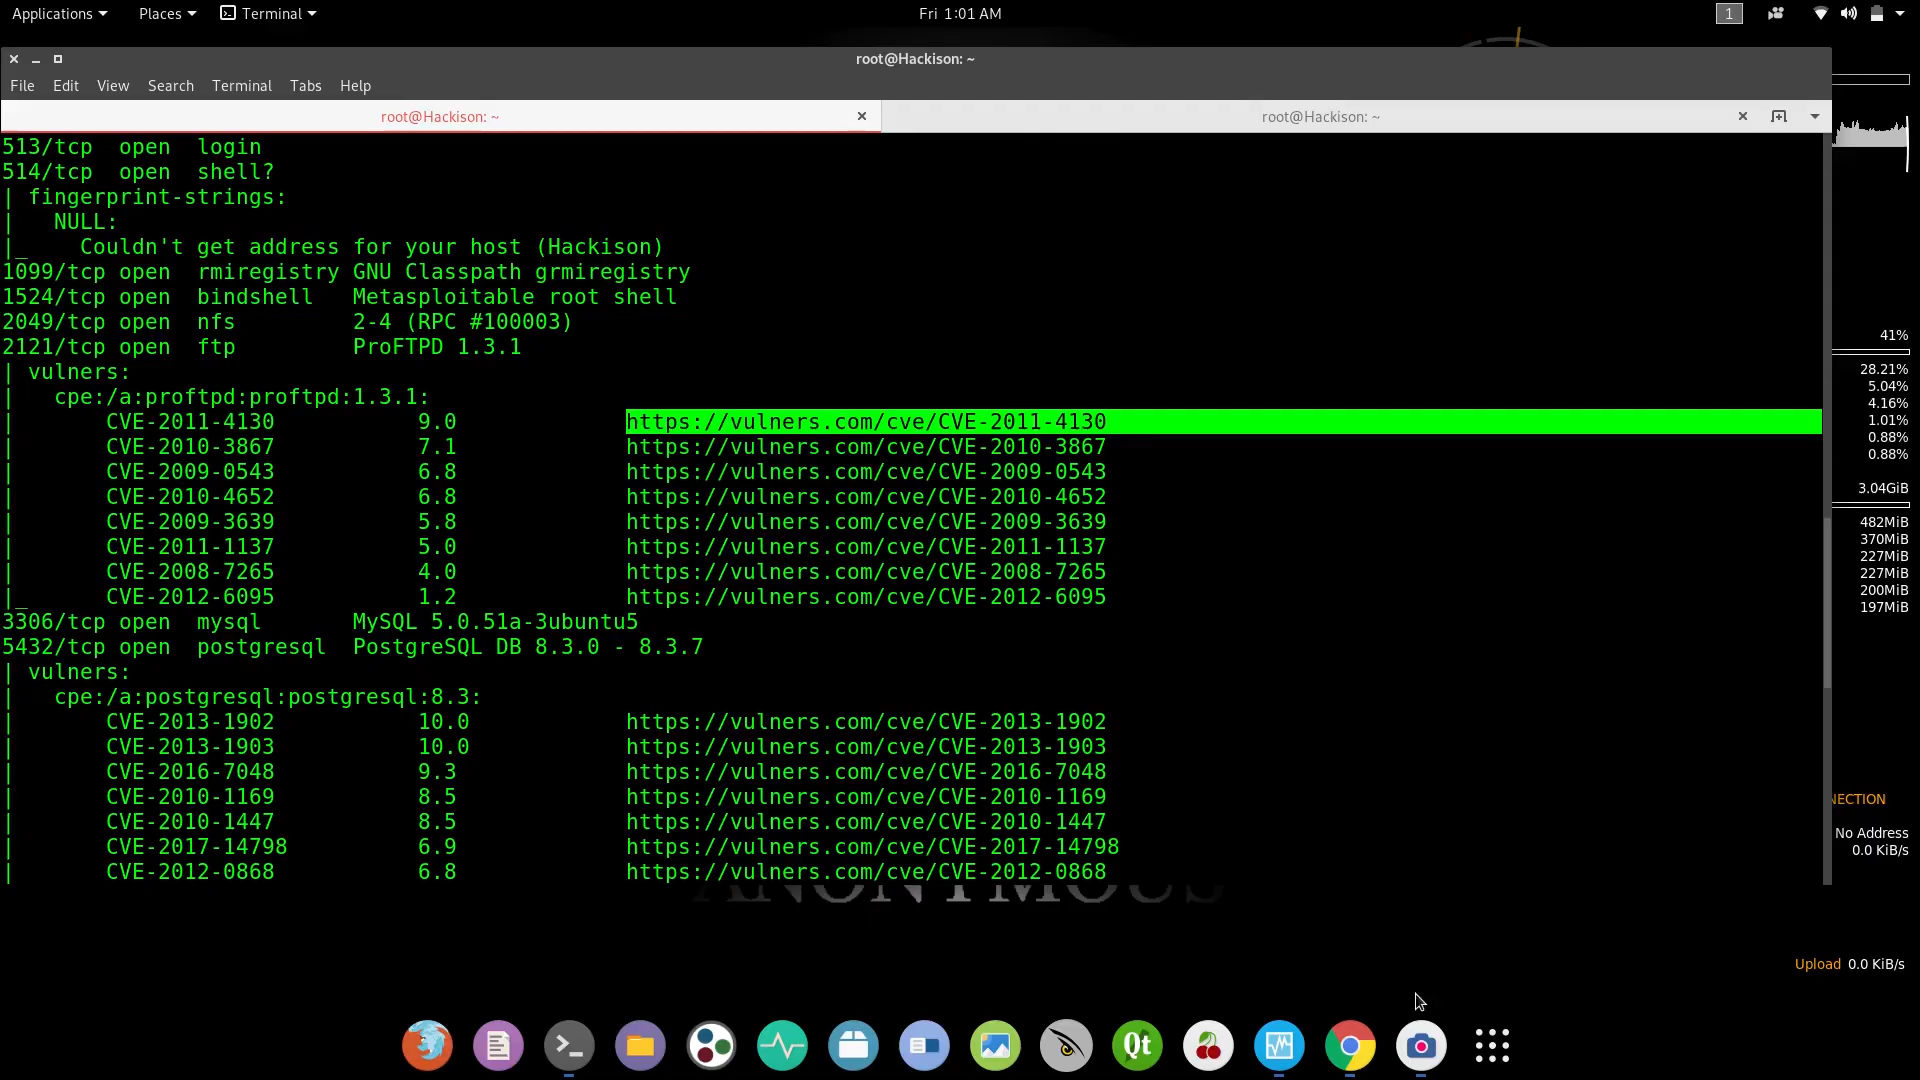 Applications Places Terminal Fri 1:01 AM 1
root@Hackison: ~
File Edit View Search Terminal Tabs Help
root@Hackison: ~ root@Hackison: ~
513/tcp  open  login
514/tcp  open  shell?
| fingerprint-strings:
|   NULL:
|_    Couldn't get address for your host (Hackison)
1099/tcp open  rmiregistry GNU Classpath grmiregistry
1524/tcp open  bindshell   Metasploitable root shell
2049/tcp open  nfs         2-4 (RPC #100003)
2121/tcp open  ftp         ProFTPD 1.3.1
| vulners:
|   cpe:/a:proftpd:proftpd:1.3.1:
|       CVE-2011-4130           9.0             https://vulners.com/cve/CVE-2011-4130
|       CVE-2010-3867           7.1             https://vulners.com/cve/CVE-2010-3867
|       CVE-2009-0543           6.8             https://vulners.com/cve/CVE-2009-0543
|       CVE-2010-4652           6.8             https://vulners.com/cve/CVE-2010-4652
|       CVE-2009-3639           5.8             https://vulners.com/cve/CVE-2009-3639
|       CVE-2011-1137           5.0             https://vulners.com/cve/CVE-2011-1137
|       CVE-2008-7265           4.0             https://vulners.com/cve/CVE-2008-7265
|_      CVE-2012-6095           1.2             https://vulners.com/cve/CVE-2012-6095
3306/tcp open  mysql       MySQL 5.0.51a-3ubuntu5
5432/tcp open  postgresql  PostgreSQL DB 8.3.0 - 8.3.7
| vulners:
|   cpe:/a:postgresql:postgresql:8.3:
|       CVE-2013-1902           10.0            https://vulners.com/cve/CVE-2013-1902
|       CVE-2013-1903           10.0            https://vulners.com/cve/CVE-2013-1903
|       CVE-2016-7048           9.3             https://vulners.com/cve/CVE-2016-7048
|       CVE-2010-1169           8.5             https://vulners.com/cve/CVE-2010-1169
|       CVE-2010-1447           8.5             https://vulners.com/cve/CVE-2010-1447
|       CVE-2017-14798          6.9             https://vulners.com/cve/CVE-2017-14798
|       CVE-2012-0868           6.8             https://vulners.com/cve/CVE-2012-0868
41%
28.21%
5.04%
4.16%
1.01%
0.88%
0.88%
3.04GiB
482MiB
370MiB
227MiB
227MiB
200MiB
197MiB
NECTION
No Address
0.0 KiB/s
ANONYMOUS
Upload 0.0 KiB/s
Qt